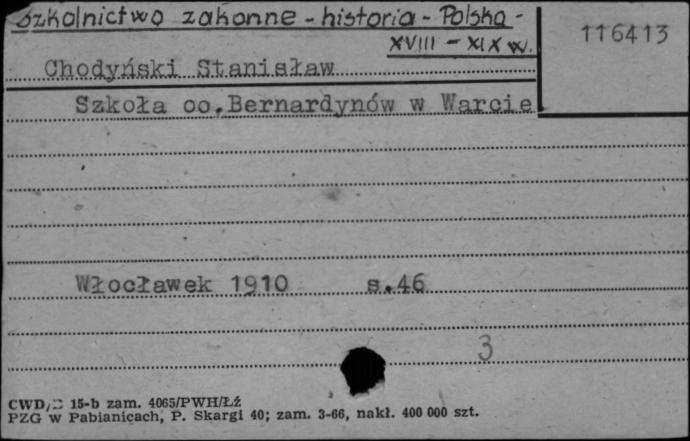 Szkolnictwo zakonne - historia - Polska -
XVIII - XIX w.
116413
Chodyński Stanisław
Szkoła oo. Bernardynów w Warcie
Włocławek 1910 s.46
3
CWD, 15-b zam. 4065/PWH/Łź
PZG w Pabianicach, P. Skargi 40; zam. 3-66, nakł. 400 000 szt.